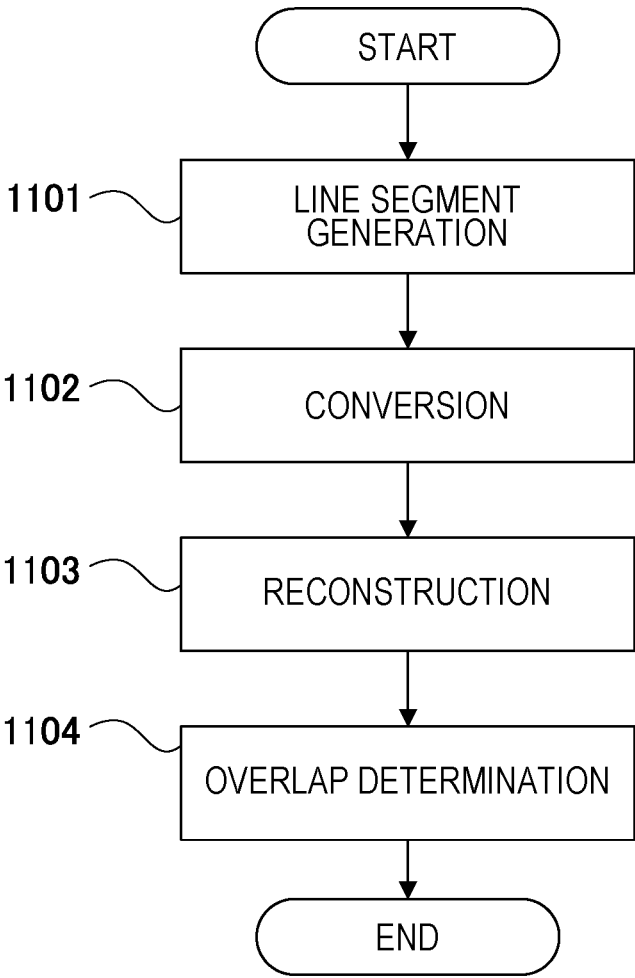 START
1101
LINE SEGMENT
GENERATION
1102
CONVERSION
1103
RECONSTRUCTION
1104
OVERLAP DETERMINATION
END